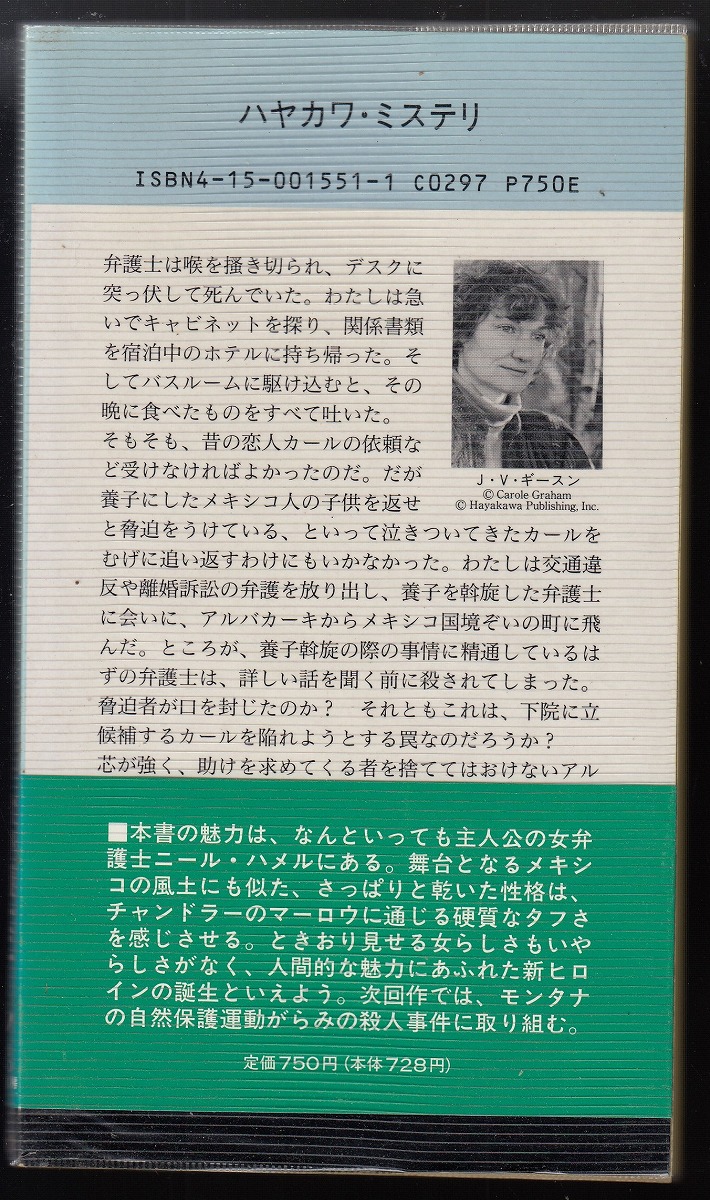 ハヤカワ・ミステリ
ISBN4-15-001551-1 C0297 P750E
弁護士は喉を掻き切られ、デスクに
突っ伏して死んでいた。わたしは急
いでキャビネットを探り、関係書類
を宿泊中のホテルに持ち帰った。そ
してバスルームに駆け込むと、その
晩に食べたものをすべて吐いた。
そもそも、昔の恋人カールの依頼な
ど受けなければよかったのだ。だが
養子にしたメキシコ人の子供を返せ
と脅迫をうけている、といって泣きついてきたカールを
むげに追い返すわけにもいかなかった。わたしは交通違
反や離婚訴訟の弁護を放り出し、養子を斡旋した弁護士
に会いに、アルバカーキからメキシコ国境ぞいの町に飛
んだ。ところが、養子斡旋の際の事情に精通しているは
ずの弁護士は、詳しい話を聞く前に殺されてしまった。
脅迫者が口を封じたのか？　それともこれは、下院に立
候補するカールを陥れようとする罠なのだろうか？
芯が強く、助けを求めてくる者を捨ててはおけないアル
J・V・ギースン
© Carole Graham
© Hayakawa Publishing, Inc.
■本書の魅力は、なんといっても主人公の女弁
護士ニール・ハメルにある。舞台となるメキシ
コの風土にも似た、さっぱりと乾いた性格は、
チャンドラーのマーロウに通じる硬質なタフさ
を感じさせる。ときおり見せる女らしさもいや
らしさがなく、人間的な魅力にあふれた新ヒロ
インの誕生といえよう。次回作では、モンタナ
の自然保護運動がらみの殺人事件に取り組む。
定価750円（本体728円）